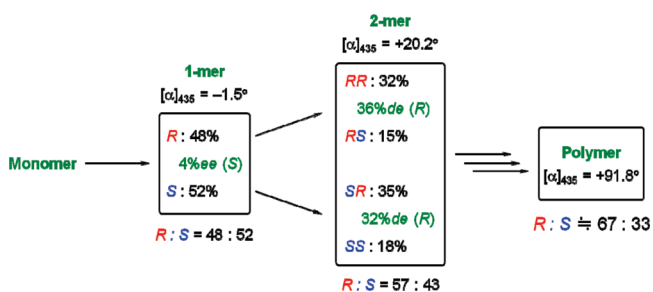 Monomer
1-mer
[α]₄₃₅ = –1.5°
R : 48%
4%ee (S)
S : 52%
R : S = 48 : 52
2-mer
[α]₄₃₅ = +20.2°
RR : 32%
36%de (R)
RS : 15%
SR : 35%
32%de (R)
SS : 18%
R : S = 57 : 43
Polymer
[α]₄₃₅ = +91.8°
R : S ≒ 67 : 33